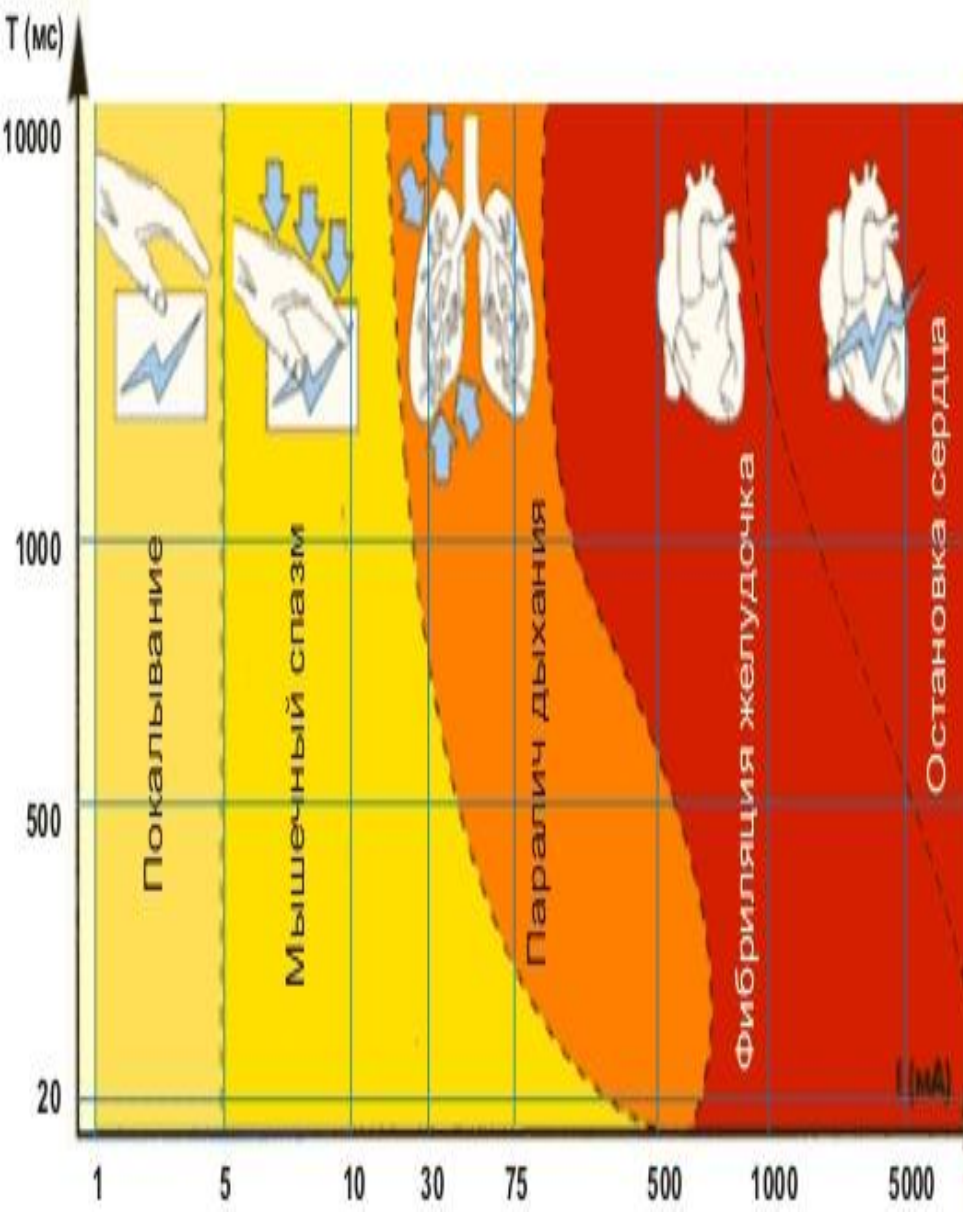 T (мс)
10000
1000
500
20
Покалывание
Мышечный спазм
Паралич дыхания
Фибриляция желудочка
Остановка сердца
I (мА)
1 5 10 30 75 500 1000 5000